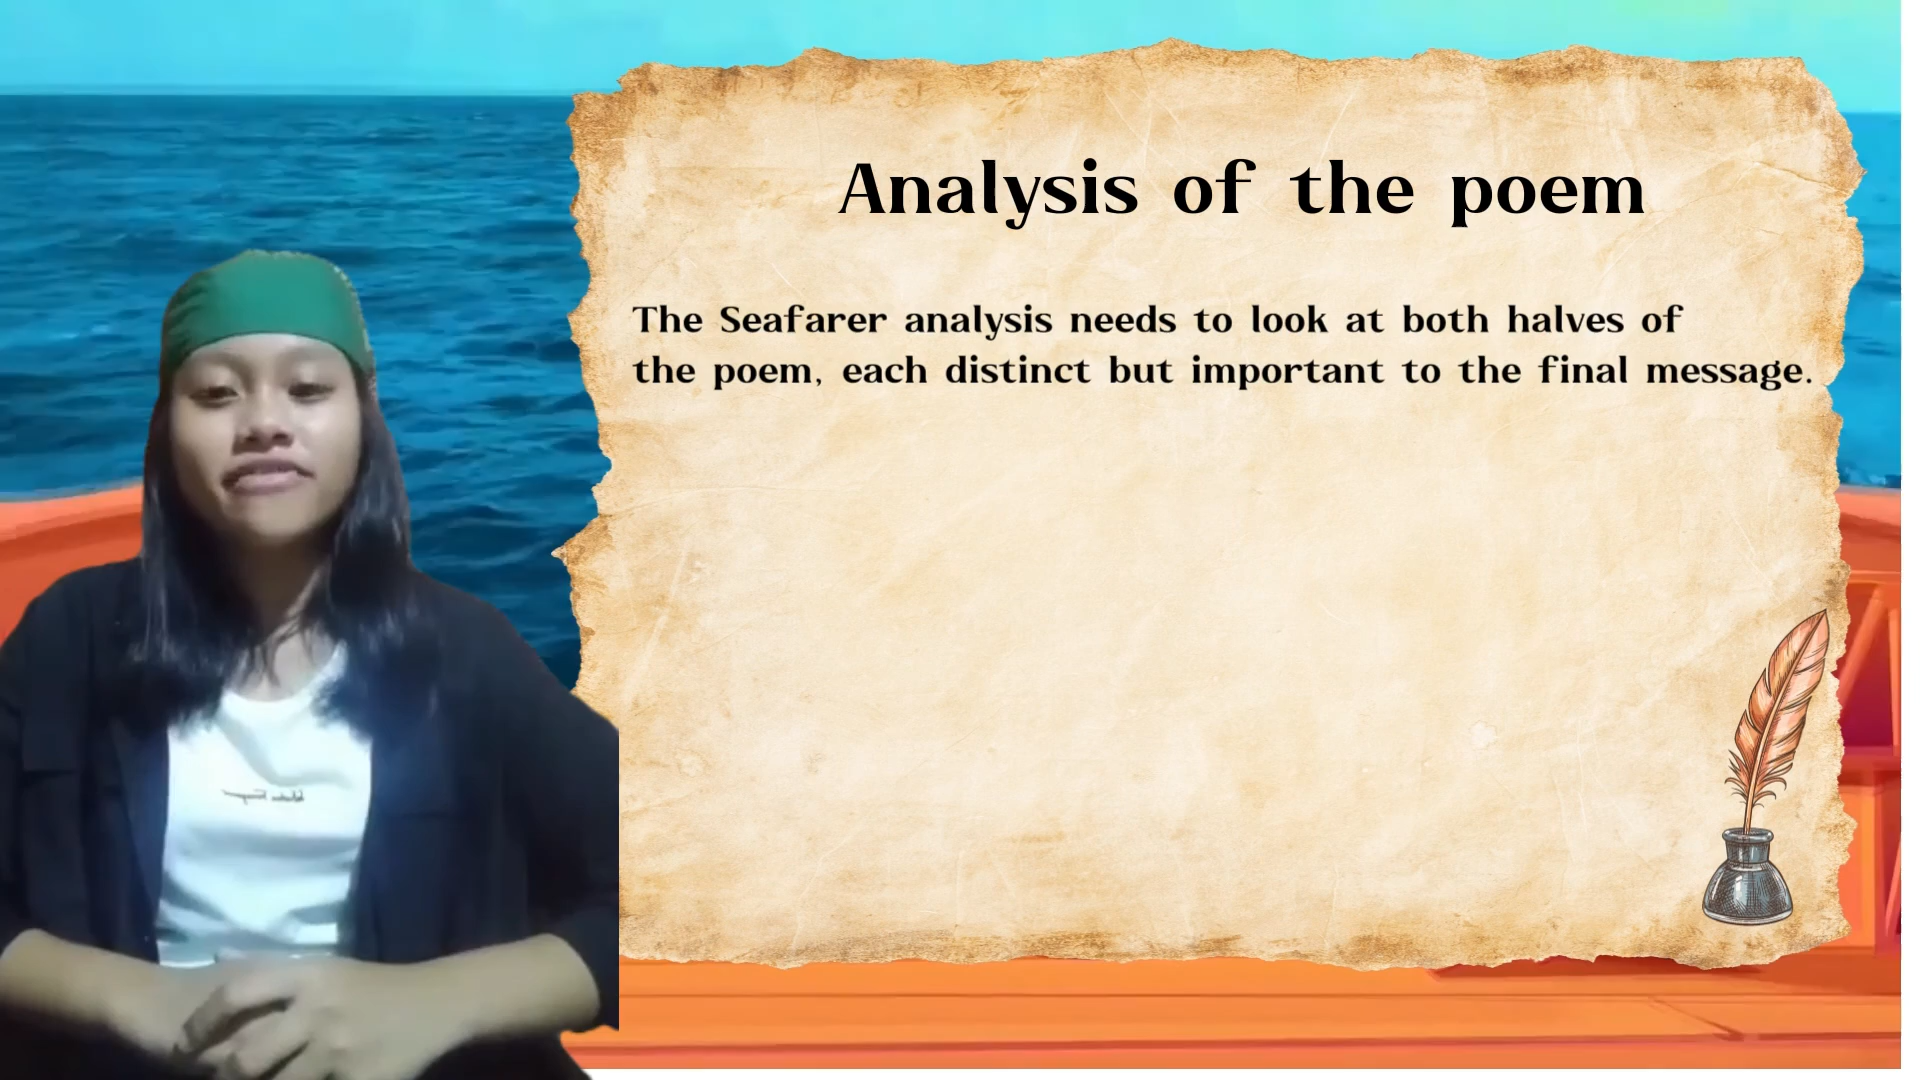 Analysis of the poem
The Seafarer analysis needs to look at both halves of
the poem, each distinct but important to the final message.